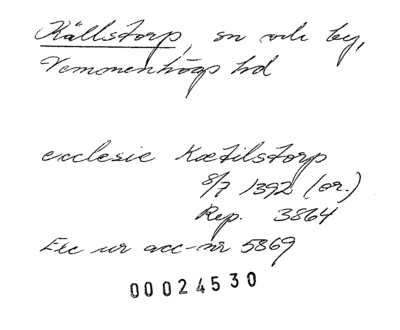 Källstorp, sn och by,
Vemmenhögs hd
ecclesie Kætilstorp
8/7 1392 (or.)
Rep. 3864
Exc ur acc-nr 5869
00024530